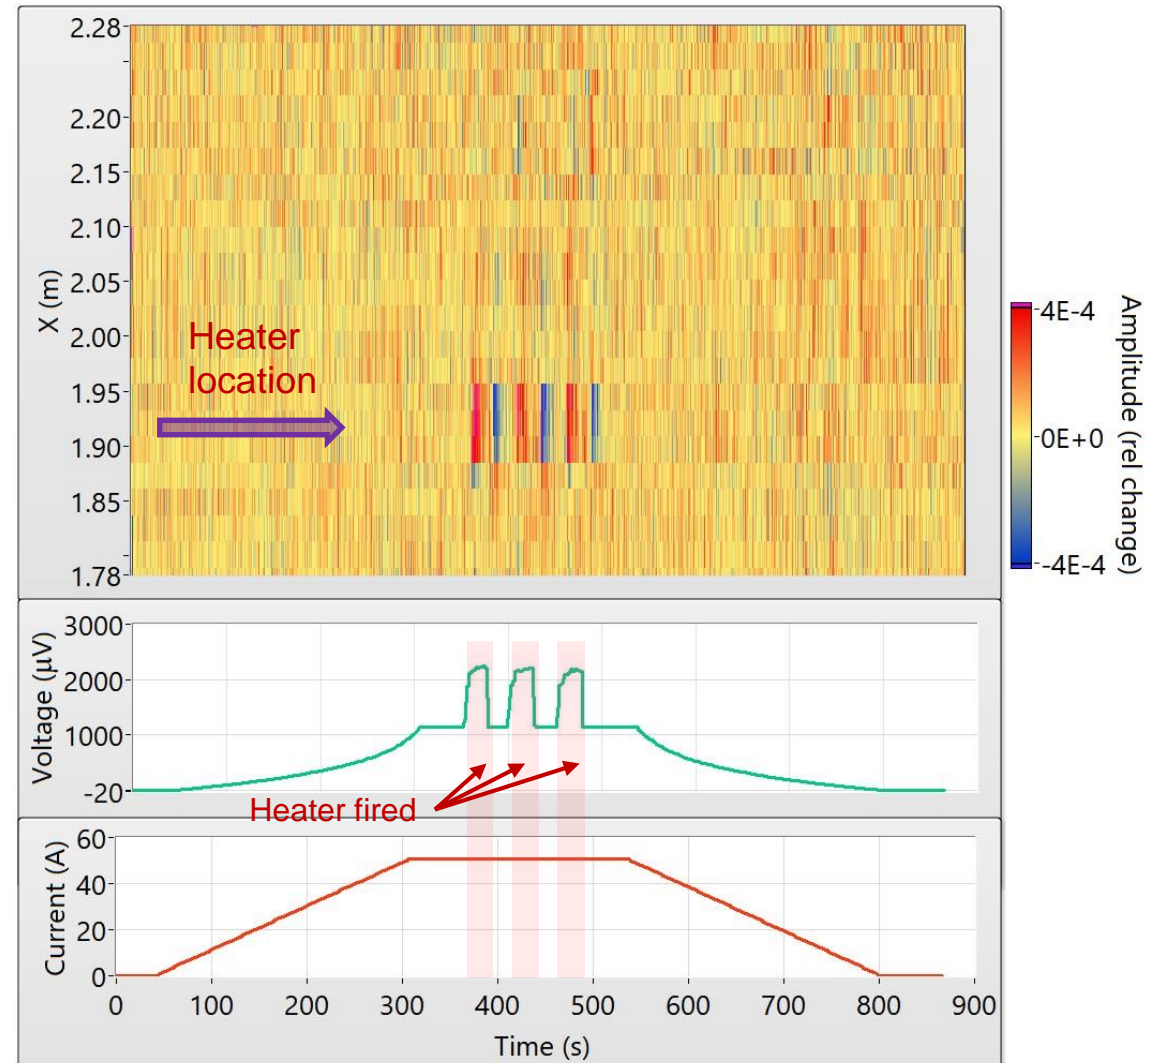 2.28
2.20
2.15
2.10
2.05
2.00
1.95
1.90
1.85
1.78
X (m)
Heater
location
4E-4
0E+0
-4E-4
Amplitude (rel change)
3000
2000
1000
-20
Voltage (µV)
Heater fired
60
40
20
0
Current (A)
0 100 200 300 400 500 600 700 800 900
Time (s)